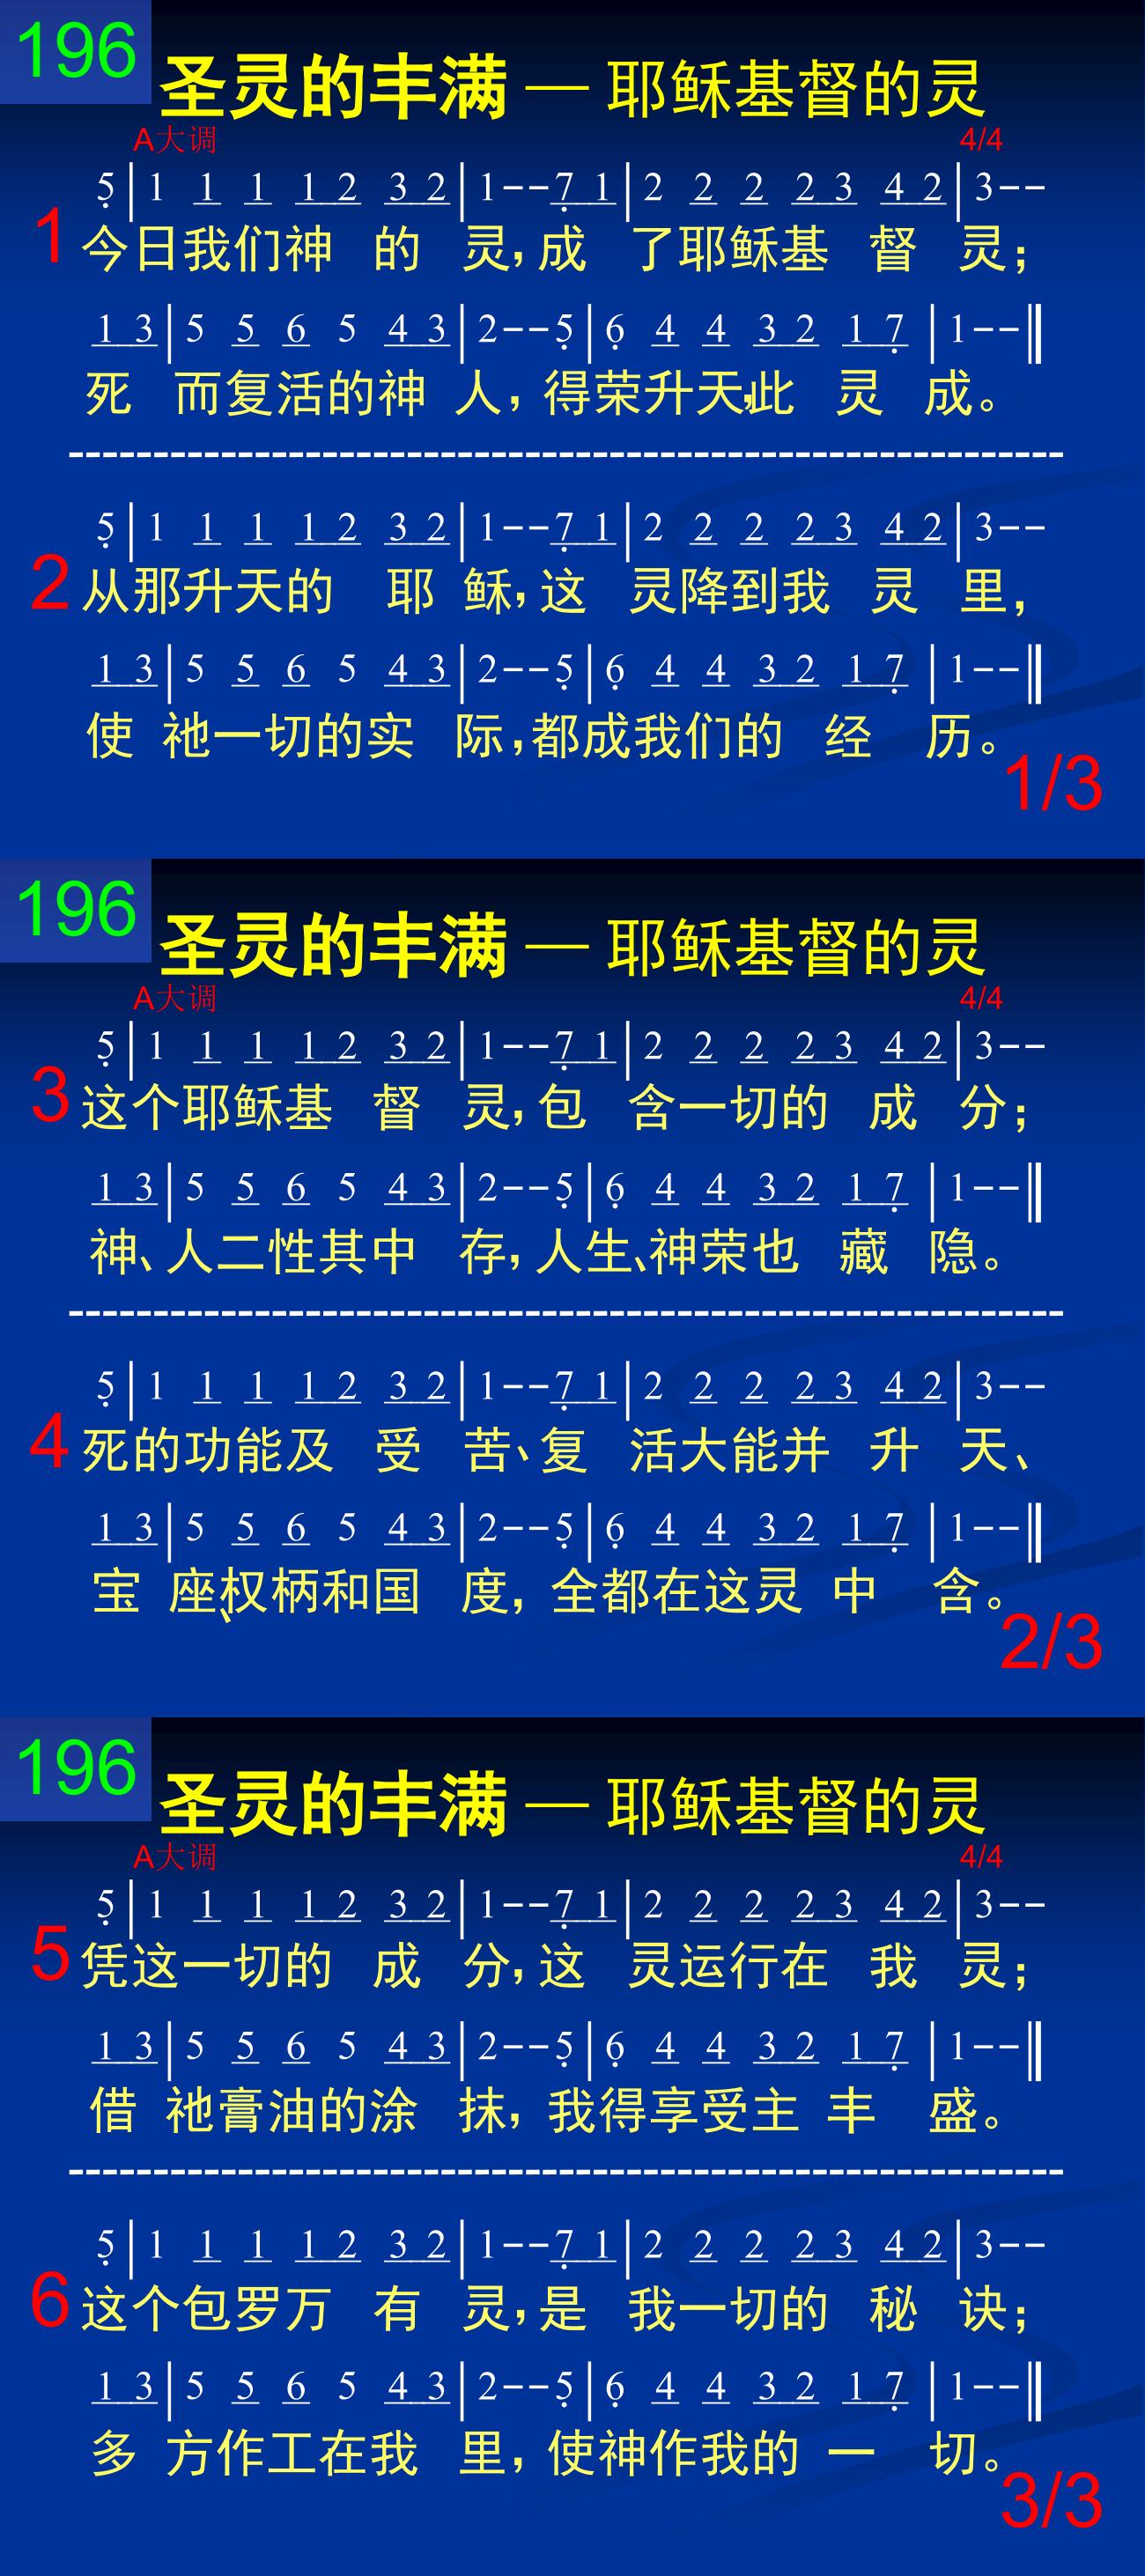 196
圣灵的丰满 — 耶稣基督的灵
A大调 4/4
5̣ | 1 1 1 1 2 3 2 | 1 – – 7̣ 1 | 2 2 2 2 3 4 2 | 3 – –
1 今日我们神 的 灵,成 了耶稣基 督 灵;
1 3 | 5 5 6 5 4 3 | 2 – – 5̣ | 6̣ 4 4 3 2 1 7̣ | 1 – – ‖
死 而复活的神 人,得荣升天,此 灵 成。
------------------------------------------------------------
5̣ | 1 1 1 1 2 3 2 | 1 – – 7̣ 1 | 2 2 2 2 3 4 2 | 3 – –
2 从那升天的 耶 稣,这 灵降到我 灵 里,
1 3 | 5 5 6 5 4 3 | 2 – – 5̣ | 6̣ 4 4 3 2 1 7̣ | 1 – – ‖
使 祂一切的实 际,都成我们的 经 历。
1/3
196
圣灵的丰满 — 耶稣基督的灵
A大调 4/4
5̣ | 1 1 1 1 2 3 2 | 1 – – 7̣ 1 | 2 2 2 2 3 4 2 | 3 – –
3 这个耶稣基 督 灵,包 含一切的 成 分;
1 3 | 5 5 6 5 4 3 | 2 – – 5̣ | 6̣ 4 4 3 2 1 7̣ | 1 – – ‖
神、人二性其中 存,人生、神荣也 藏 隐。
------------------------------------------------------------
5̣ | 1 1 1 1 2 3 2 | 1 – – 7̣ 1 | 2 2 2 2 3 4 2 | 3 – –
4 死的功能及 受 苦、复 活大能并 升 天、
1 3 | 5 5 6 5 4 3 | 2 – – 5̣ | 6̣ 4 4 3 2 1 7̣ | 1 – – ‖
宝 座、权柄和国 度,全都在这灵 中 含。
2/3
196
圣灵的丰满 — 耶稣基督的灵
A大调 4/4
5̣ | 1 1 1 1 2 3 2 | 1 – – 7̣ 1 | 2 2 2 2 3 4 2 | 3 – –
5 凭这一切的 成 分,这 灵运行在 我 灵;
1 3 | 5 5 6 5 4 3 | 2 – – 5̣ | 6̣ 4 4 3 2 1 7̣ | 1 – – ‖
借 祂膏油的涂 抹,我得享受主 丰 盛。
------------------------------------------------------------
5̣ | 1 1 1 1 2 3 2 | 1 – – 7̣ 1 | 2 2 2 2 3 4 2 | 3 – –
6 这个包罗万 有 灵,是 我一切的 秘 诀;
1 3 | 5 5 6 5 4 3 | 2 – – 5̣ | 6̣ 4 4 3 2 1 7̣ | 1 – – ‖
多 方作工在我 里,使神作我的 一 切。
3/3